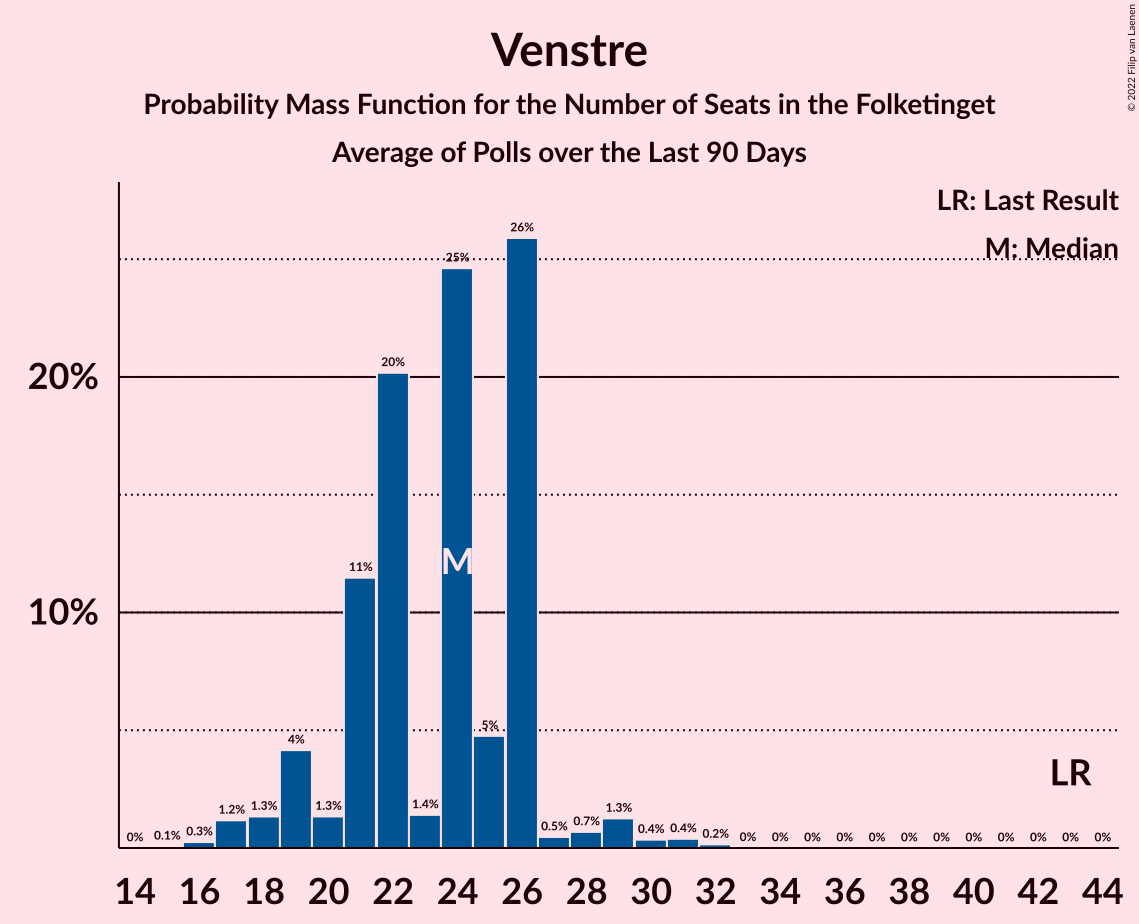 Venstre
Probability Mass Function for the Number of Seats in the Folketinget
Average of Polls over the Last 90 Days
© 2022 Filip van Laenen
LR: Last Result
M: Median
20%
10%
0% 0.1% 0.3% 1.2% 1.3% 4% 1.3% 11% 20% 1.4% 25% 5% 26% 0.5% 0.7% 1.3% 0.4% 0.4% 0.2% 0% 0% 0% 0% 0% 0% 0% 0% 0% 0% 0% 0%
M
LR
14 16 18 20 22 24 26 28 30 32 34 36 38 40 42 44